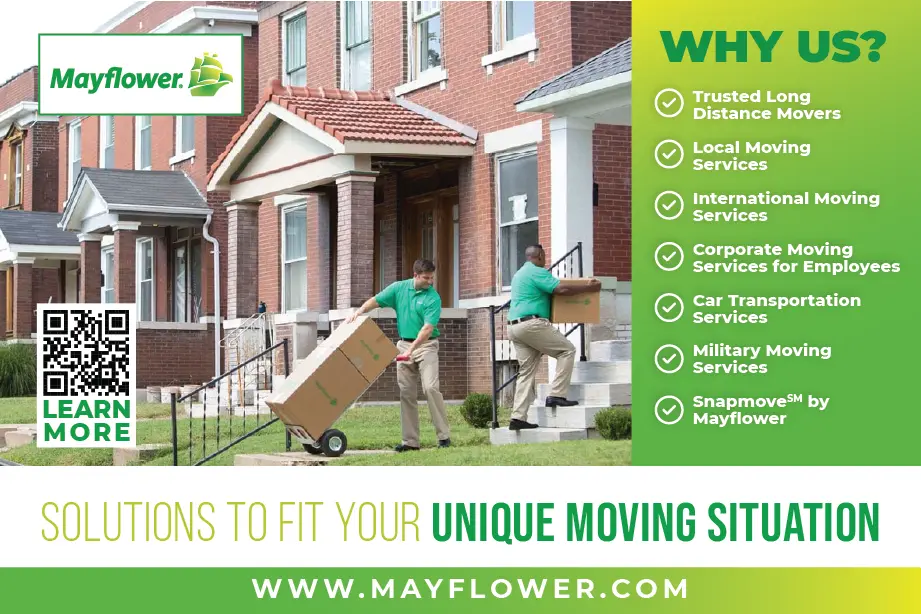 Mayflower®
WHY US?
Trusted Long
Distance Movers
Local Moving
Services
International Moving
Services
Corporate Moving
Services for Employees
Car Transportation
Services
Military Moving
Services
Snapmove℠ by
Mayflower
LEARN
MORE
SOLUTIONS TO FIT YOUR UNIQUE MOVING SITUATION
WWW.MAYFLOWER.COM